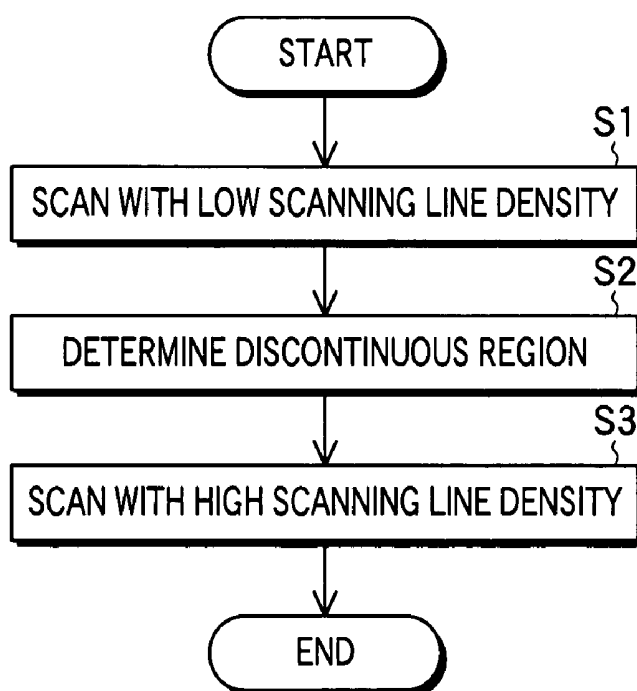 START
S1
SCAN WITH LOW SCANNING LINE DENSITY
S2
DETERMINE DISCONTINUOUS REGION
S3
SCAN WITH HIGH SCANNING LINE DENSITY
END